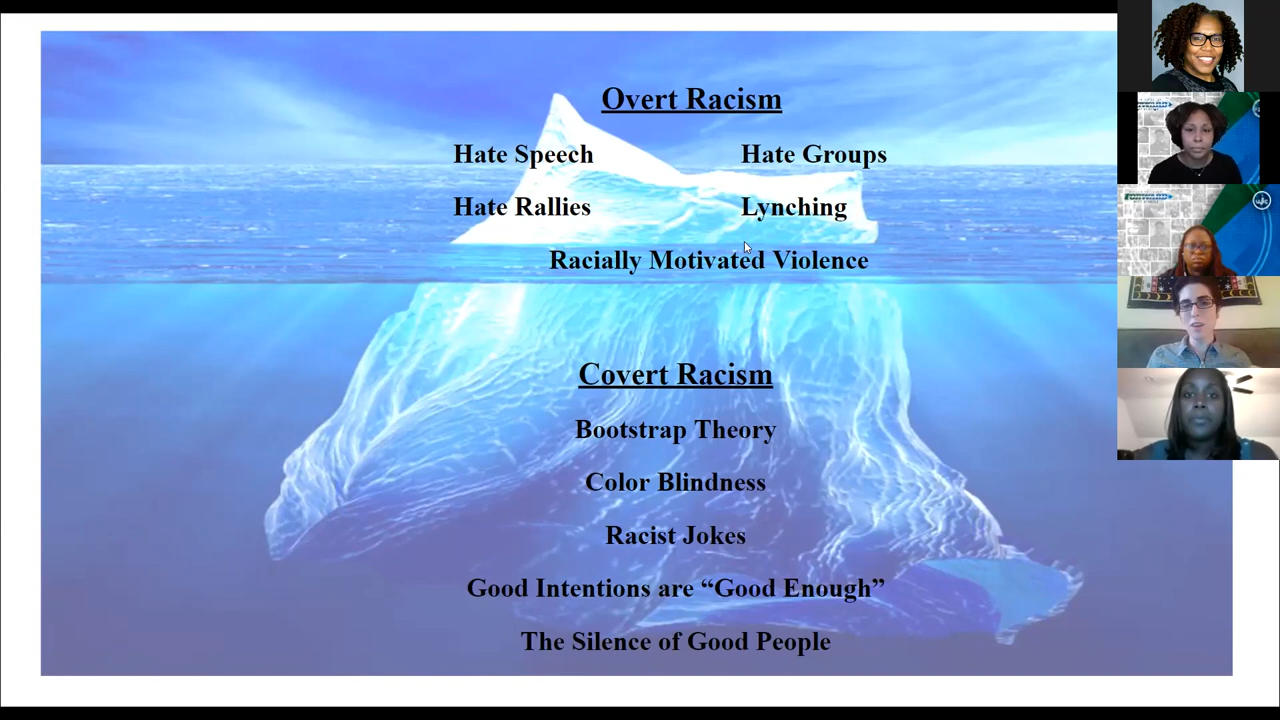 Overt Racism
Hate Speech
Hate Groups
Hate Rallies
Lynching
Racially Motivated Violence
Covert Racism
Bootstrap Theory
Color Blindness
Racist Jokes
Good Intentions are “Good Enough”
The Silence of Good People
FORWARD